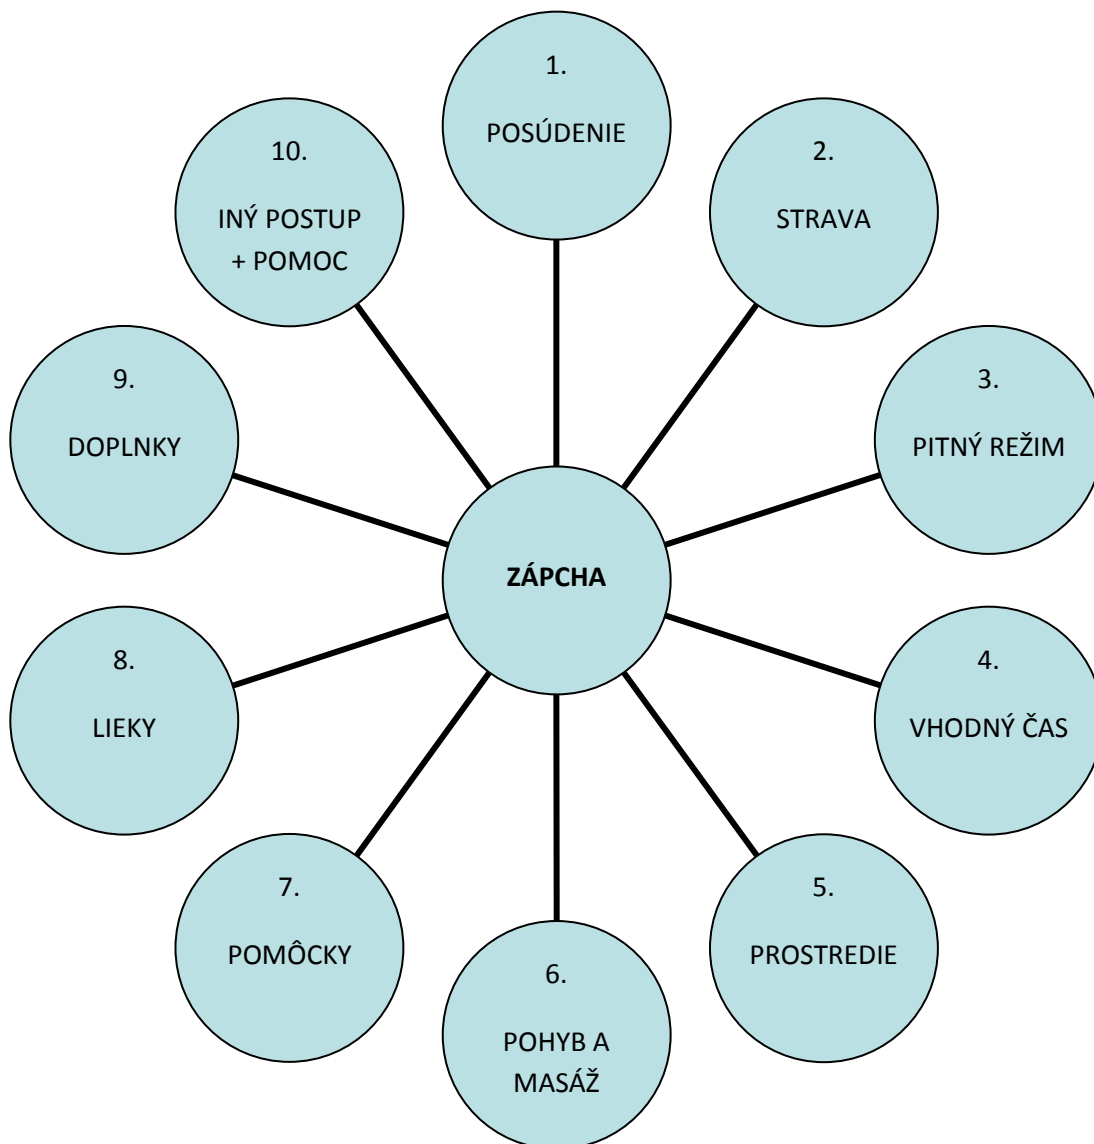 1.
POSÚDENIE
2.
STRAVA
3.
PITNÝ REŽIM
4.
VHODNÝ ČAS
5.
PROSTREDIE
6.
POHYB A
MASÁŽ
7.
POMÔCKY
8.
LIEKY
9.
DOPLNKY
10.
INÝ POSTUP
+ POMOC
ZÁPCHA